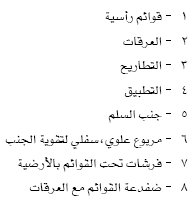 ١ - قوائم رأسية
٢ - العرقات
٣ - التطاريح
٤ - التطبيق
٥ - جنب السلم
٦ - مربوع علوي، سفلي لتقوية الجنب
٧ - فرشات تحت القوائم بالأرضية
٨ - ضفدعة القوائم مع العرقات